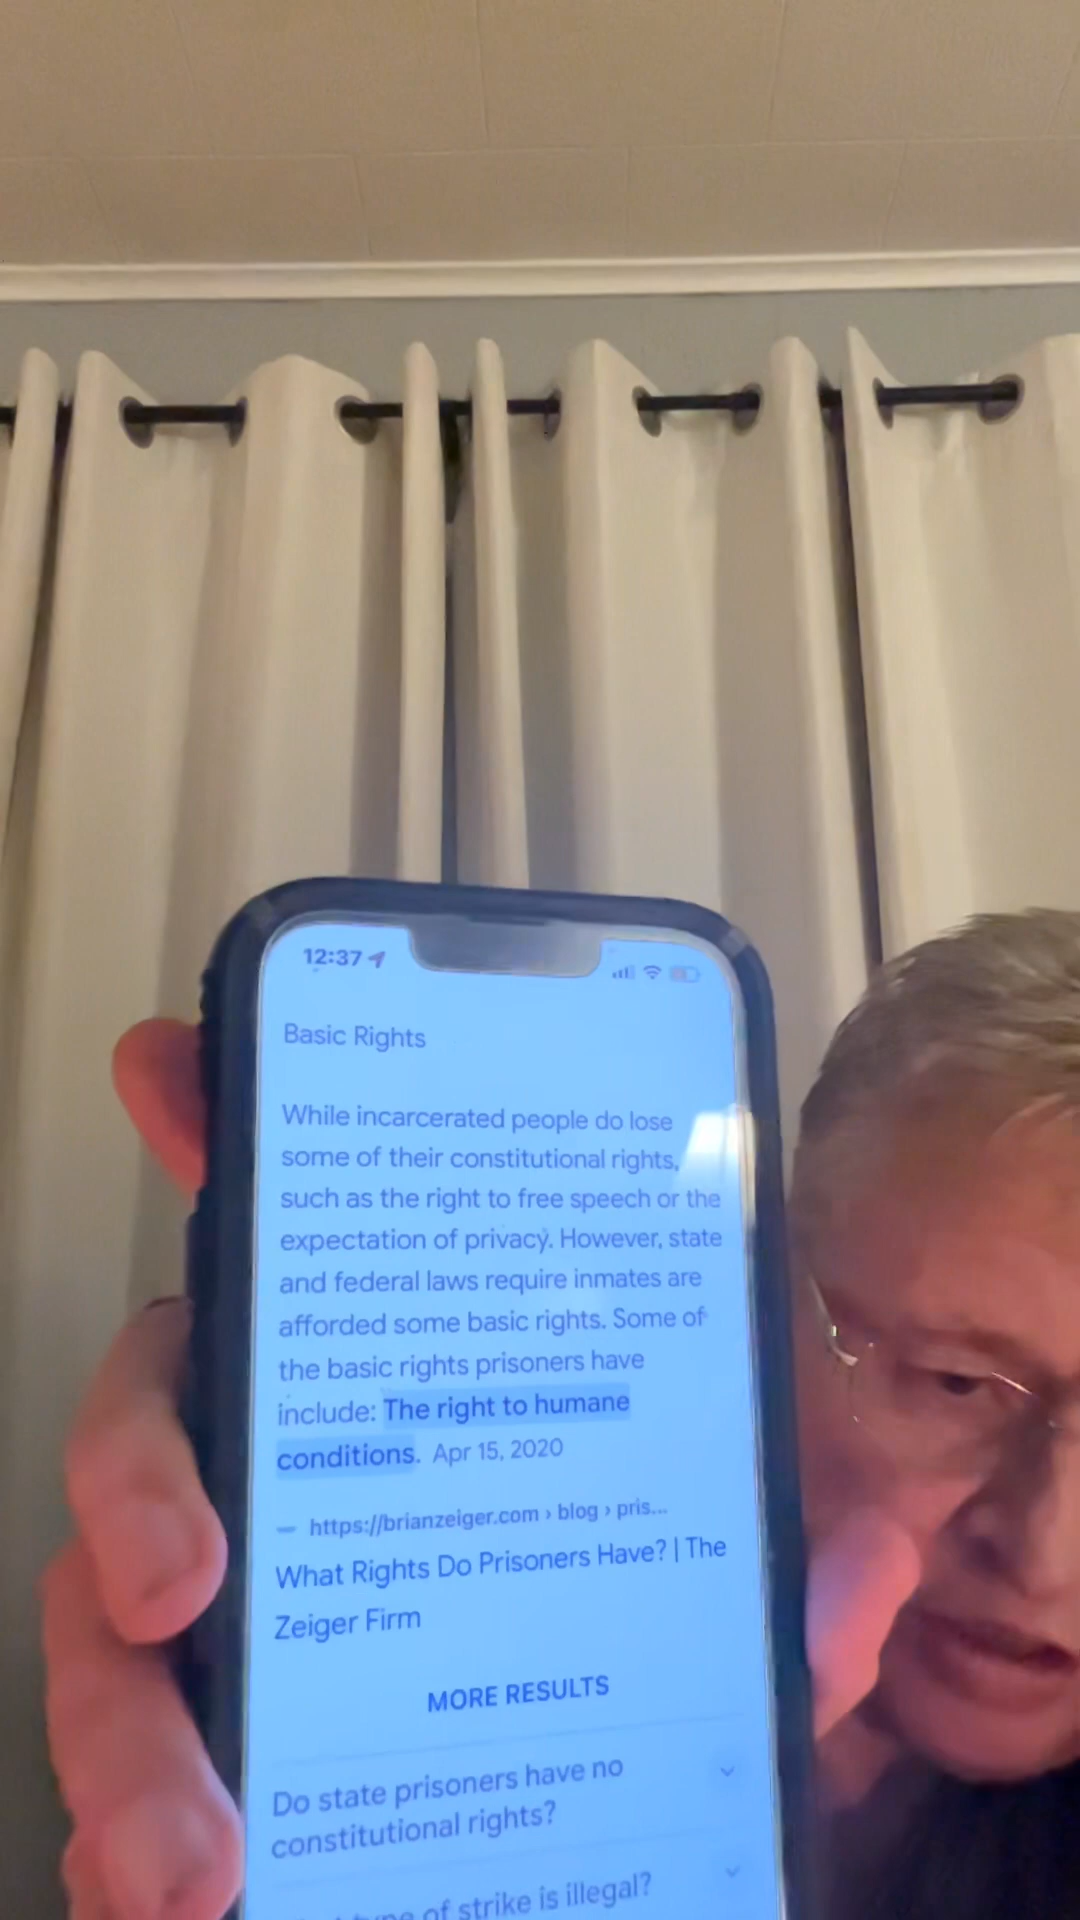 12:37
Basic Rights
While incarcerated people do lose
some of their constitutional rights,
such as the right to free speech or the
expectation of privacy. However, state
and federal laws require inmates are
afforded some basic rights. Some of
the basic rights prisoners have
include: The right to humane
conditions. Apr 15, 2020
https://brianzeiger.com › blog › pris...
What Rights Do Prisoners Have? | The
Zeiger Firm
MORE RESULTS
Do state prisoners have no
constitutional rights?
of strike is illegal?